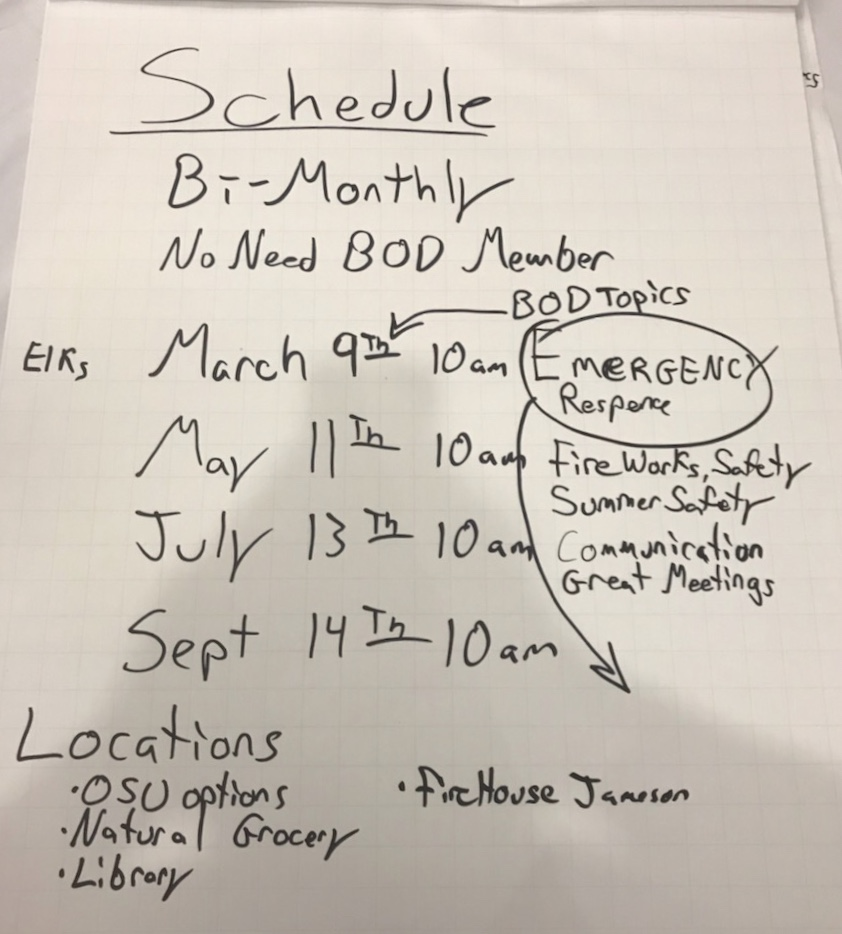 Schedule
Bi-Monthly
No Need BOD Member
BOD Topics
Elks March 9Th 10am EMERGENCY
Responce
May 11Th 10am FireWorks, Safety
Summer Safety
July 13Th 10am Communication
Great Meetings
Sept 14Th 10am
Locations
·OSU options ·FireHouse Jameson
·Natural Grocery
·Library